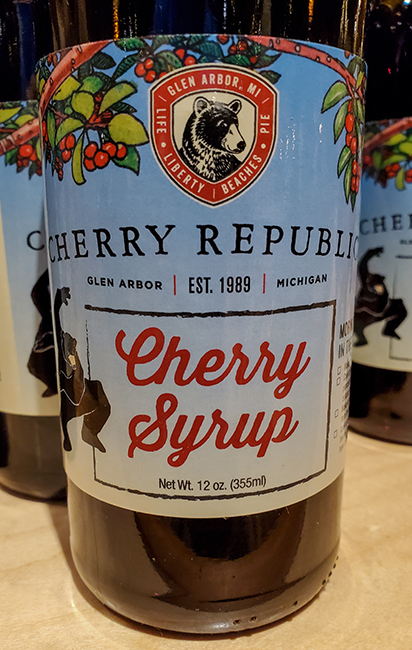 GLEN ARBOR, MI
LIFE • LIBERTY | BEACHES • PIE
CHERRY REPUBLIC
GLEN ARBOR | EST. 1989 | MICHIGAN
Cherry
Syrup
Net Wt. 12 oz. (355ml)